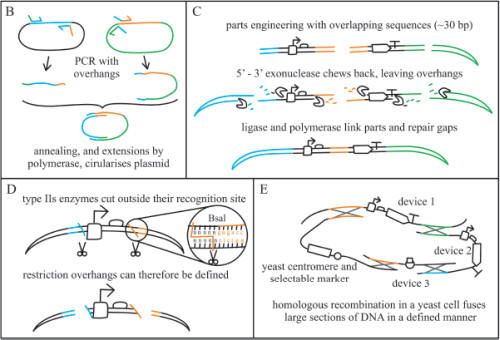 B
PCR with
overhangs
annealing, and extensions by
polymerase, cirularises plasmid
C
parts engineering with overlapping sequences (~30 bp)
5' - 3' exonuclease chews back, leaving overhangs
ligase and polymerase link parts and repair gaps
D
type IIs enzymes cut outside their recognition site
BsaI
restriction overhangs can therefore be defined
E
device 1
device 2
yeast centromere and
selectable marker
device 3
homologous recombination in a yeast cell fuses
large sections of DNA in a defined manner